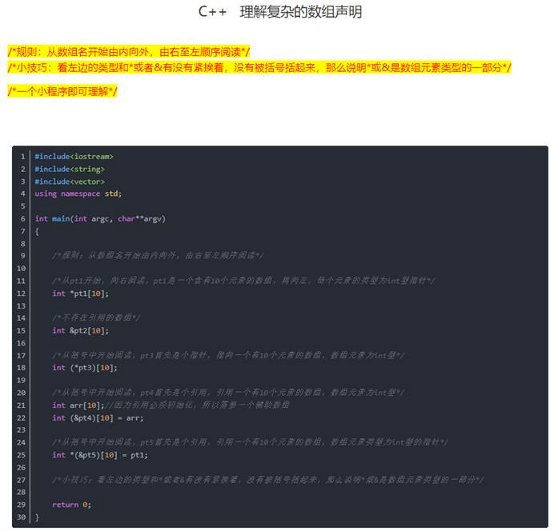 C++ 理解复杂的数组声明
/*规则：从数组名开始由内向外，由右至左顺序阅读*/
/*小技巧：看左边的类型和*或者&有没有紧挨着，没有被括号括起来，那么说明*或&是数组元素类型的一部分*/
/*一个小程序即可理解*/
1 #include<iostream>
2 #include<string>
3 #include<vector>
4 using namespace std;
5
6 int main(int argc, char**argv)
7 {
8
9 /*规则：从数组名开始由内向外，由右至左顺序阅读*/
10
11 /*从pt1开始，向右阅读，pt1是一个含有10个元素的数组，再向左，每个元素的类型为int型指针*/
12 int *pt1[10];
13
14 /*不存在引用的数组*/
15 int &pt2[10];
16
17 /*从括号中开始阅读，pt3首先是个指针，指向一个有10个元素的数组，数组元素为int型*/
18 int (*pt3)[10];
19
20 /*从括号中开始阅读，pt4首先是个引用，引用一个有10个元素的数组，数组元素为int型*/
21 int arr[10];//因为引用必须初始化，所以需要一个辅助数组
22 int (&pt4)[10] = arr;
23
24 /*从括号中开始阅读，pt5首先是个引用，引用一个有10个元素的数组，数组元素类型为int型的指针*/
25 int *(&pt5)[10] = pt1;
26
27 /*小技巧：看左边的类型和*或者&有没有紧挨着，没有被括号括起来，那么说明*或&是数组元素类型的一部分*/
28
29 return 0;
30 }